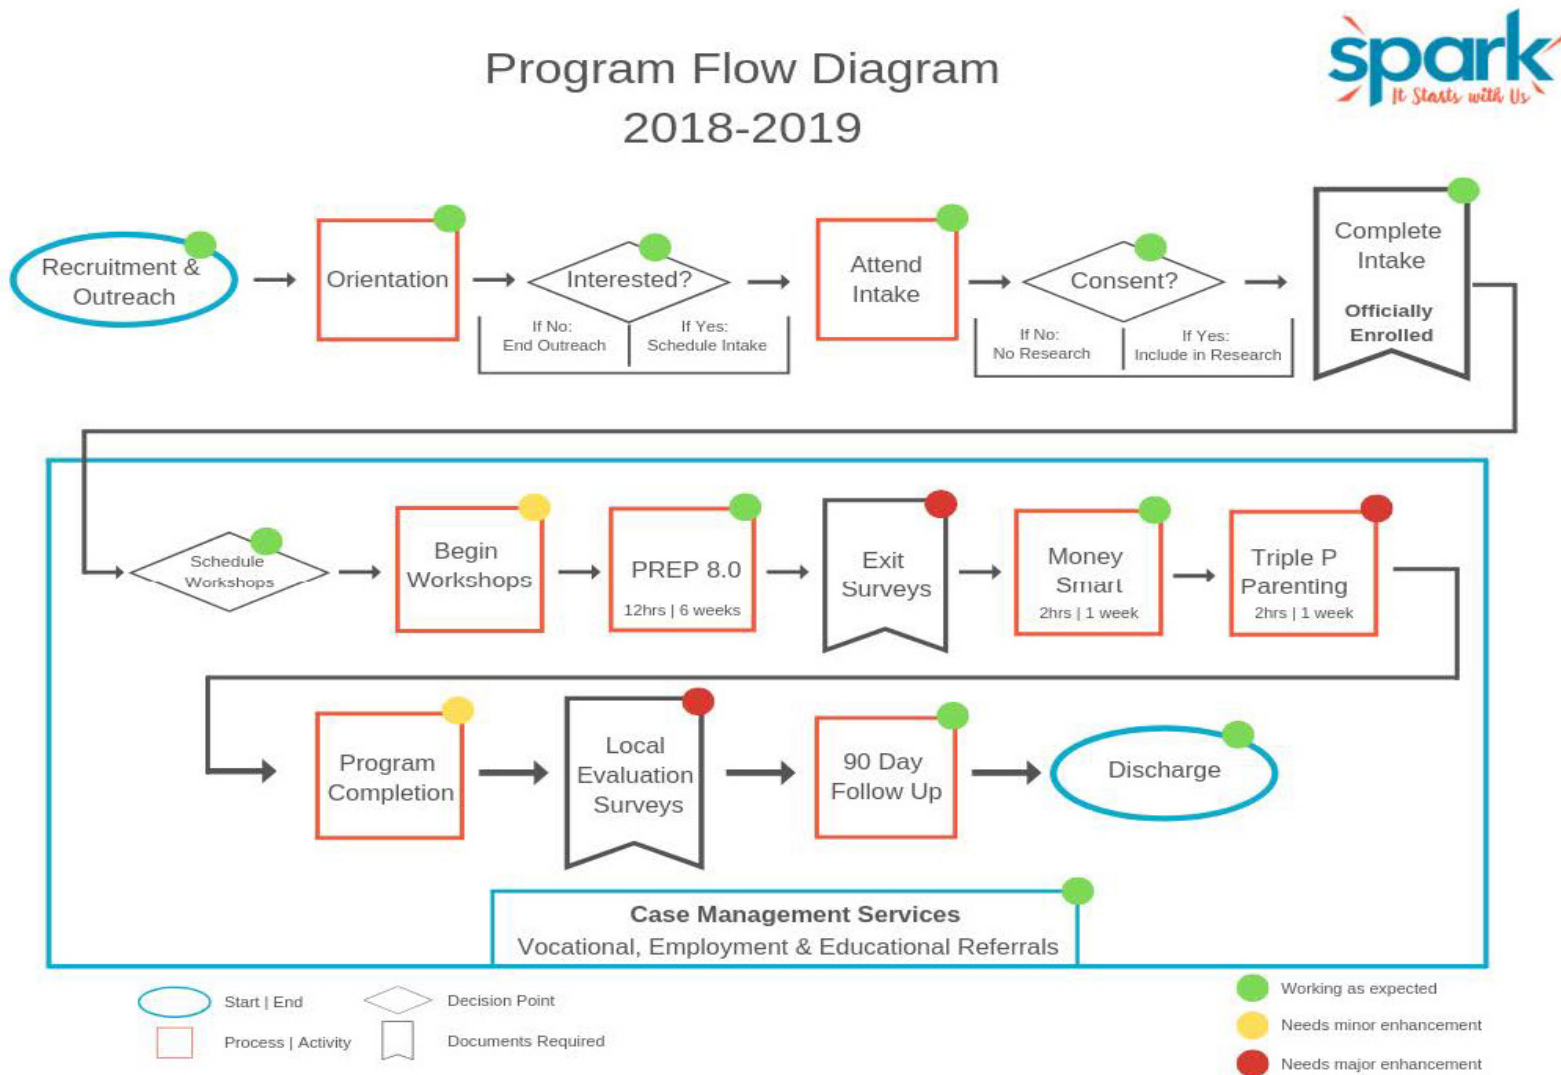 spark
It Starts with Us
Program Flow Diagram
2018-2019
Recruitment &
Outreach
Orientation
Interested?
If No:
End Outreach
If Yes:
Schedule Intake
Attend
Intake
Consent?
If No:
No Research
If Yes:
Include in Research
Complete
Intake
Officially
Enrolled
Schedule
Workshops
Begin
Workshops
PREP 8.0
12hrs | 6 weeks
Exit
Surveys
Money
Smart
2hrs | 1 week
Triple P
Parenting
2hrs | 1 week
Program
Completion
Local
Evaluation
Surveys
90 Day
Follow Up
Discharge
Case Management Services
Vocational, Employment & Educational Referrals
Start | End
Decision Point
Process | Activity
Documents Required
Working as expected
Needs minor enhancement
Needs major enhancement